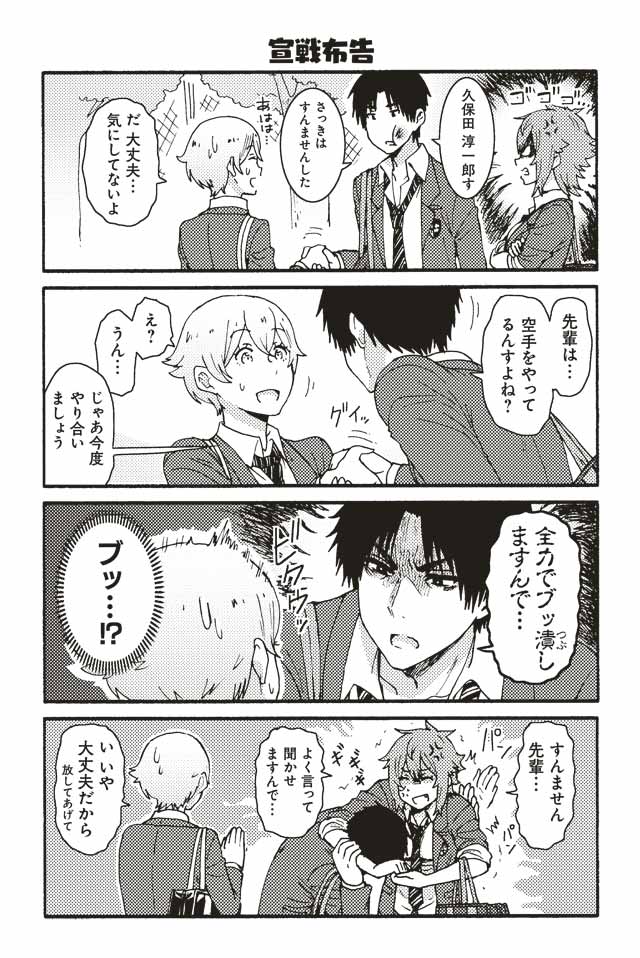 宣戦布告
ゴゴゴゴ
久保田 淳一郎す
さっきは
すんませんした
あはは…
だ 大丈夫…
気にしてないよ
先輩は…
空手をやって
るんすよね?
グイッ
え?
うん…
じゃあ今度
やり合い
ましょう
全力でブッ潰し
つぶ
ますんで…
ビクウッ
ブッ…!?
すんません
先輩…
パンパン
ギギギ
よく言って
聞かせ
ますんで…
いいや
大丈夫だから
放してあげて